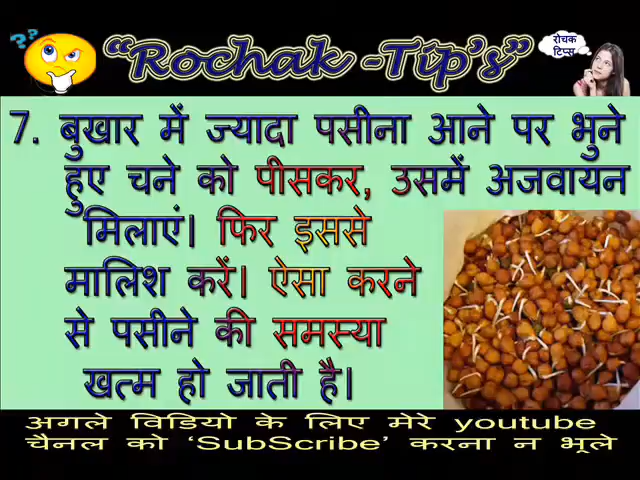 ??
“Rochak -Tip's”
रोचक
टिप्स
7. बुखार में ज्यादा पसीना आने पर भुने
हुए चने को पीसकर, उसमें अजवायन
मिलाएं। फिर इससे
मालिश करें। ऐसा करने
से पसीने की समस्या
खत्म हो जाती है।
अगले विडियो के लिए मेरे youtube
चैनल को ‘SubScribe’ करना न भूले